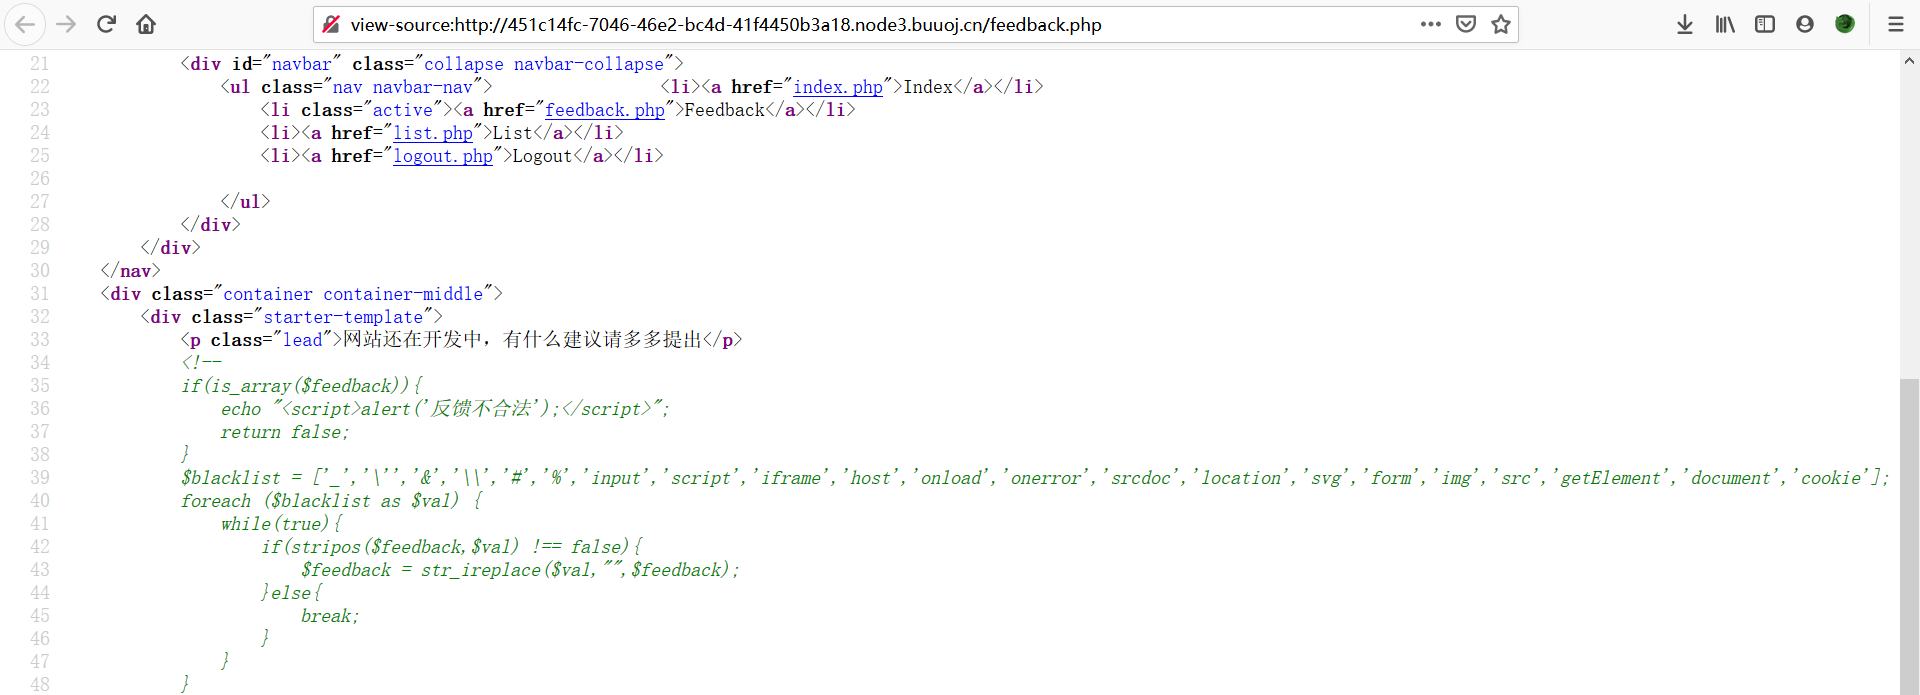 view-source:http://451c14fc-7046-46e2-bc4d-41f4450b3a18.node3.buuoj.cn/feedback.php
21 <div id="navbar" class="collapse navbar-collapse">
22 <ul class="nav navbar-nav"> <li><a href="index.php">Index</a></li>
23 <li class="active"><a href="feedback.php">Feedback</a></li>
24 <li><a href="list.php">List</a></li>
25 <li><a href="logout.php">Logout</a></li>
26
27 </ul>
28 </div>
29 </div>
30 </nav>
31 <div class="container container-middle">
32 <div class="starter-template">
33 <p class="lead">网站还在开发中，有什么建议请多多提出</p>
34 <!--
35 if(is_array($feedback)){
36 echo "<script>alert('反馈不合法');</script>";
37 return false;
38 }
39 $blacklist = ['_','\'','&','\\','#','%','input','script','iframe','host','onload','onerror','srcdoc','location','svg','form','img','src','getElement','document','cookie'];
40 foreach ($blacklist as $val) {
41 while(true){
42 if(stripos($feedback,$val) !== false){
43 $feedback = str_ireplace($val,"",$feedback);
44 }else{
45 break;
46 }
47 }
48 }